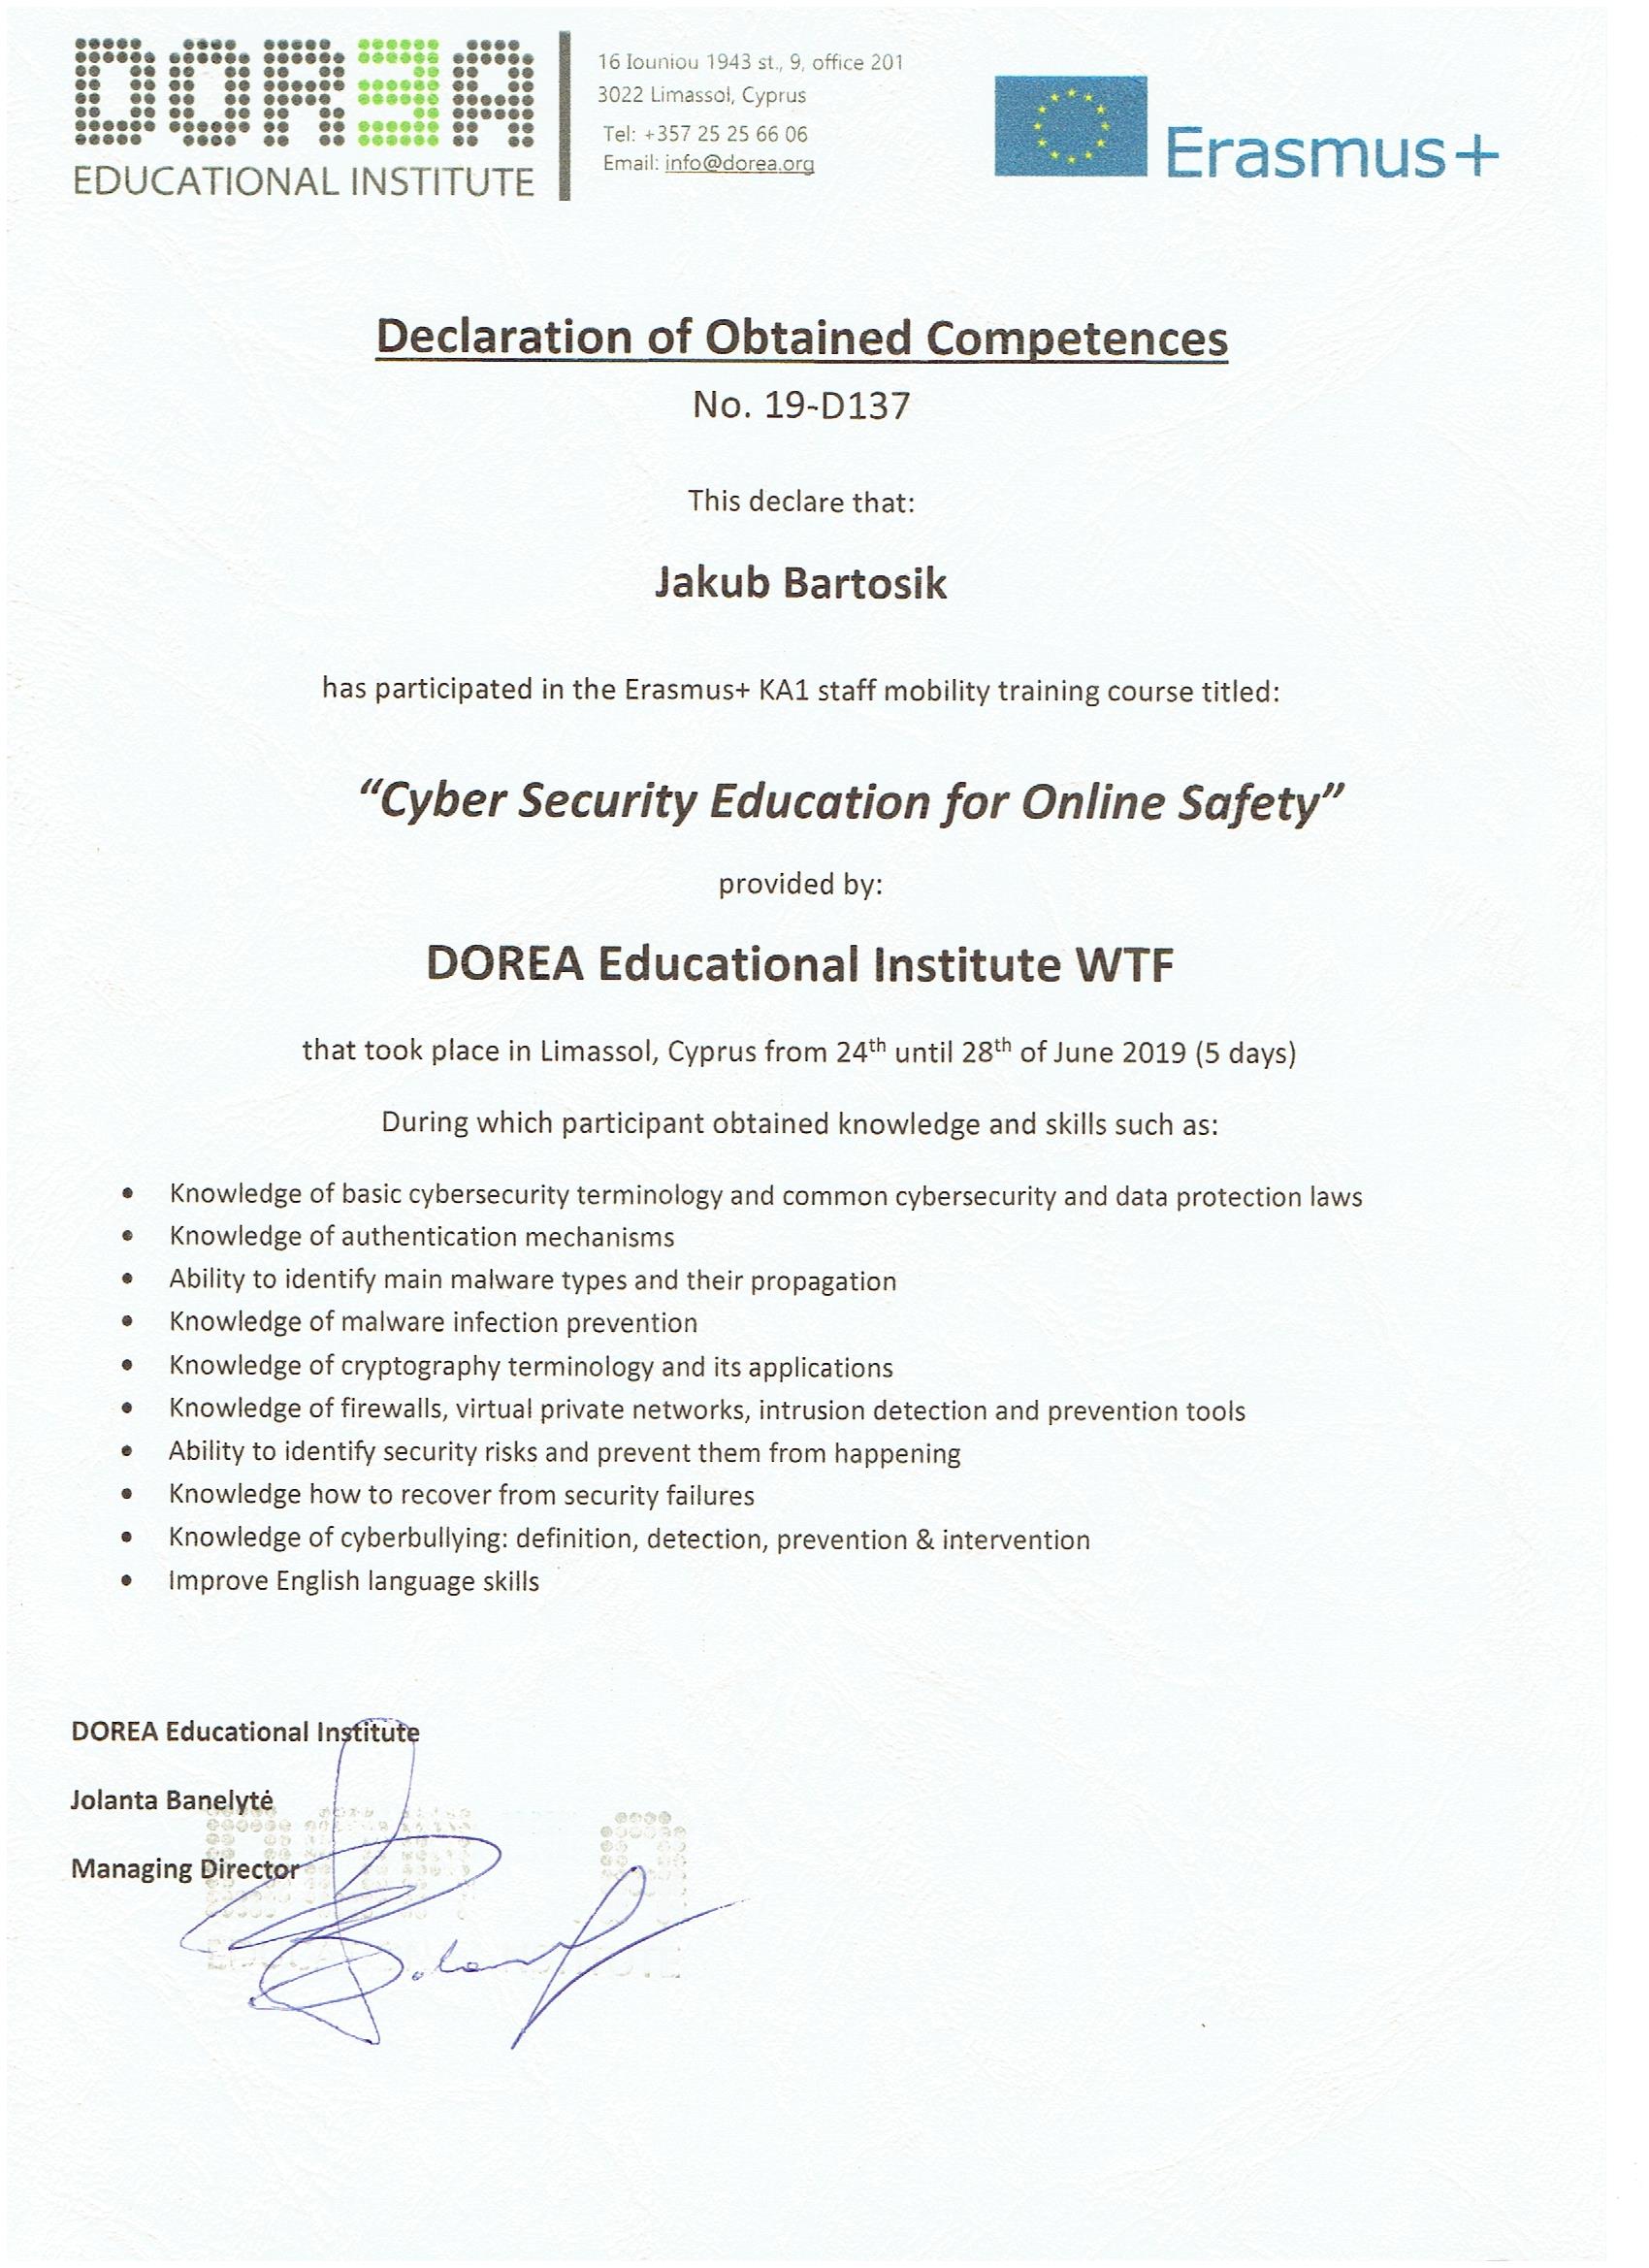 DOREA
EDUCATIONAL INSTITUTE
16 Iouniou 1943 st., 9, office 201
3022 Limassol, Cyprus
Tel: +357 25 25 66 06
Email: info@dorea.org
Erasmus+
Declaration of Obtained Competences
No. 19-D137
This declare that:
Jakub Bartosik
has participated in the Erasmus+ KA1 staff mobility training course titled:
“Cyber Security Education for Online Safety”
provided by:
DOREA Educational Institute WTF
that took place in Limassol, Cyprus from 24th until 28th of June 2019 (5 days)
During which participant obtained knowledge and skills such as:
• Knowledge of basic cybersecurity terminology and common cybersecurity and data protection laws
• Knowledge of authentication mechanisms
• Ability to identify main malware types and their propagation
• Knowledge of malware infection prevention
• Knowledge of cryptography terminology and its applications
• Knowledge of firewalls, virtual private networks, intrusion detection and prevention tools
• Ability to identify security risks and prevent them from happening
• Knowledge how to recover from security failures
• Knowledge of cyberbullying: definition, detection, prevention & intervention
• Improve English language skills
DOREA Educational Institute
Jolanta Banelytė
Managing Director